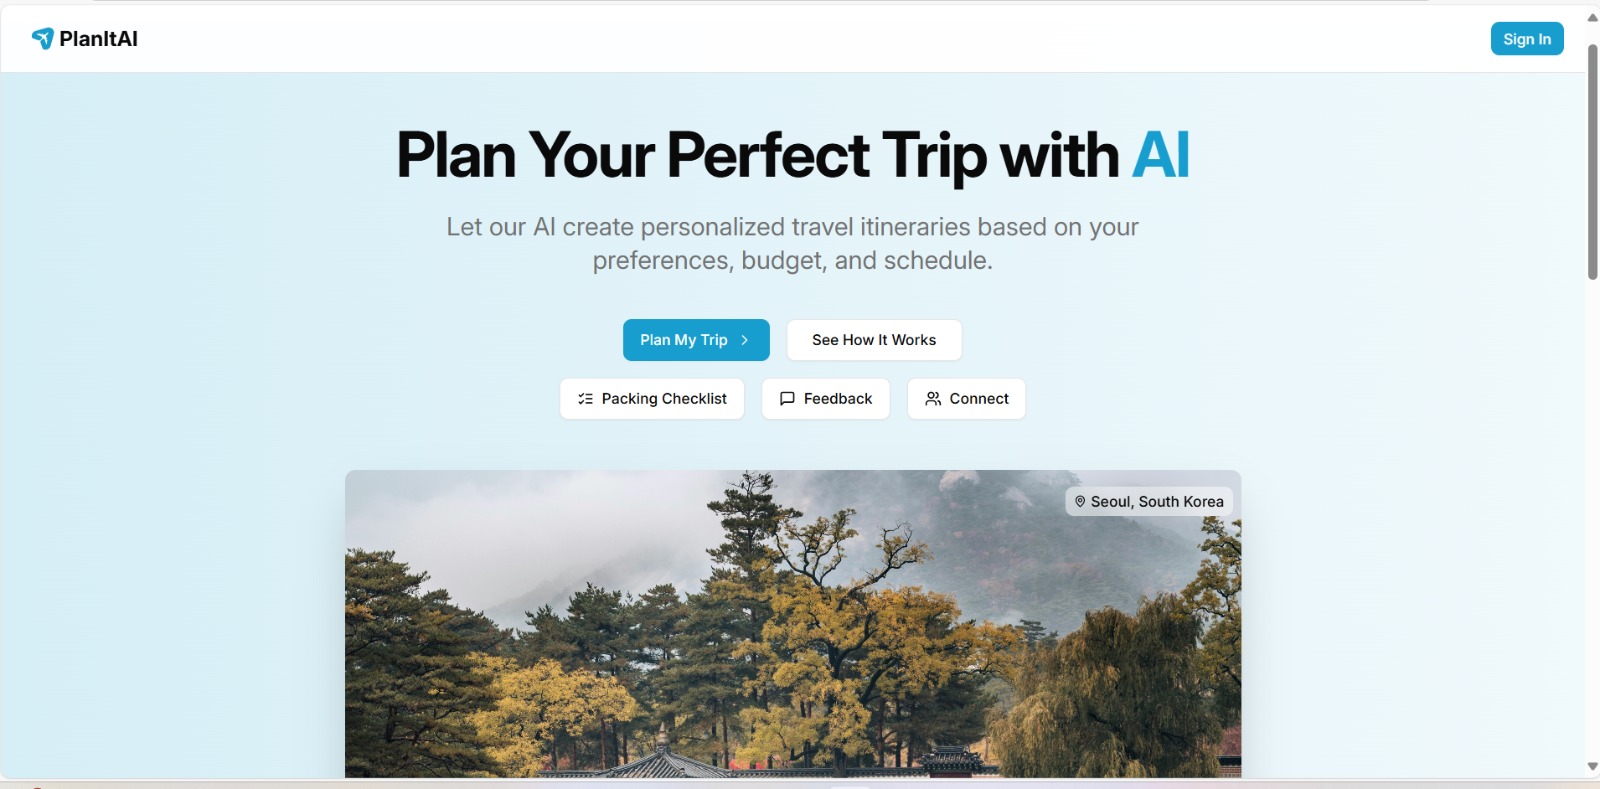 PlanItAI
Sign In
Plan Your Perfect Trip with AI
Let our AI create personalized travel itineraries based on your
preferences, budget, and schedule.
Plan My Trip
See How It Works
Packing Checklist
Feedback
Connect
Seoul, South Korea